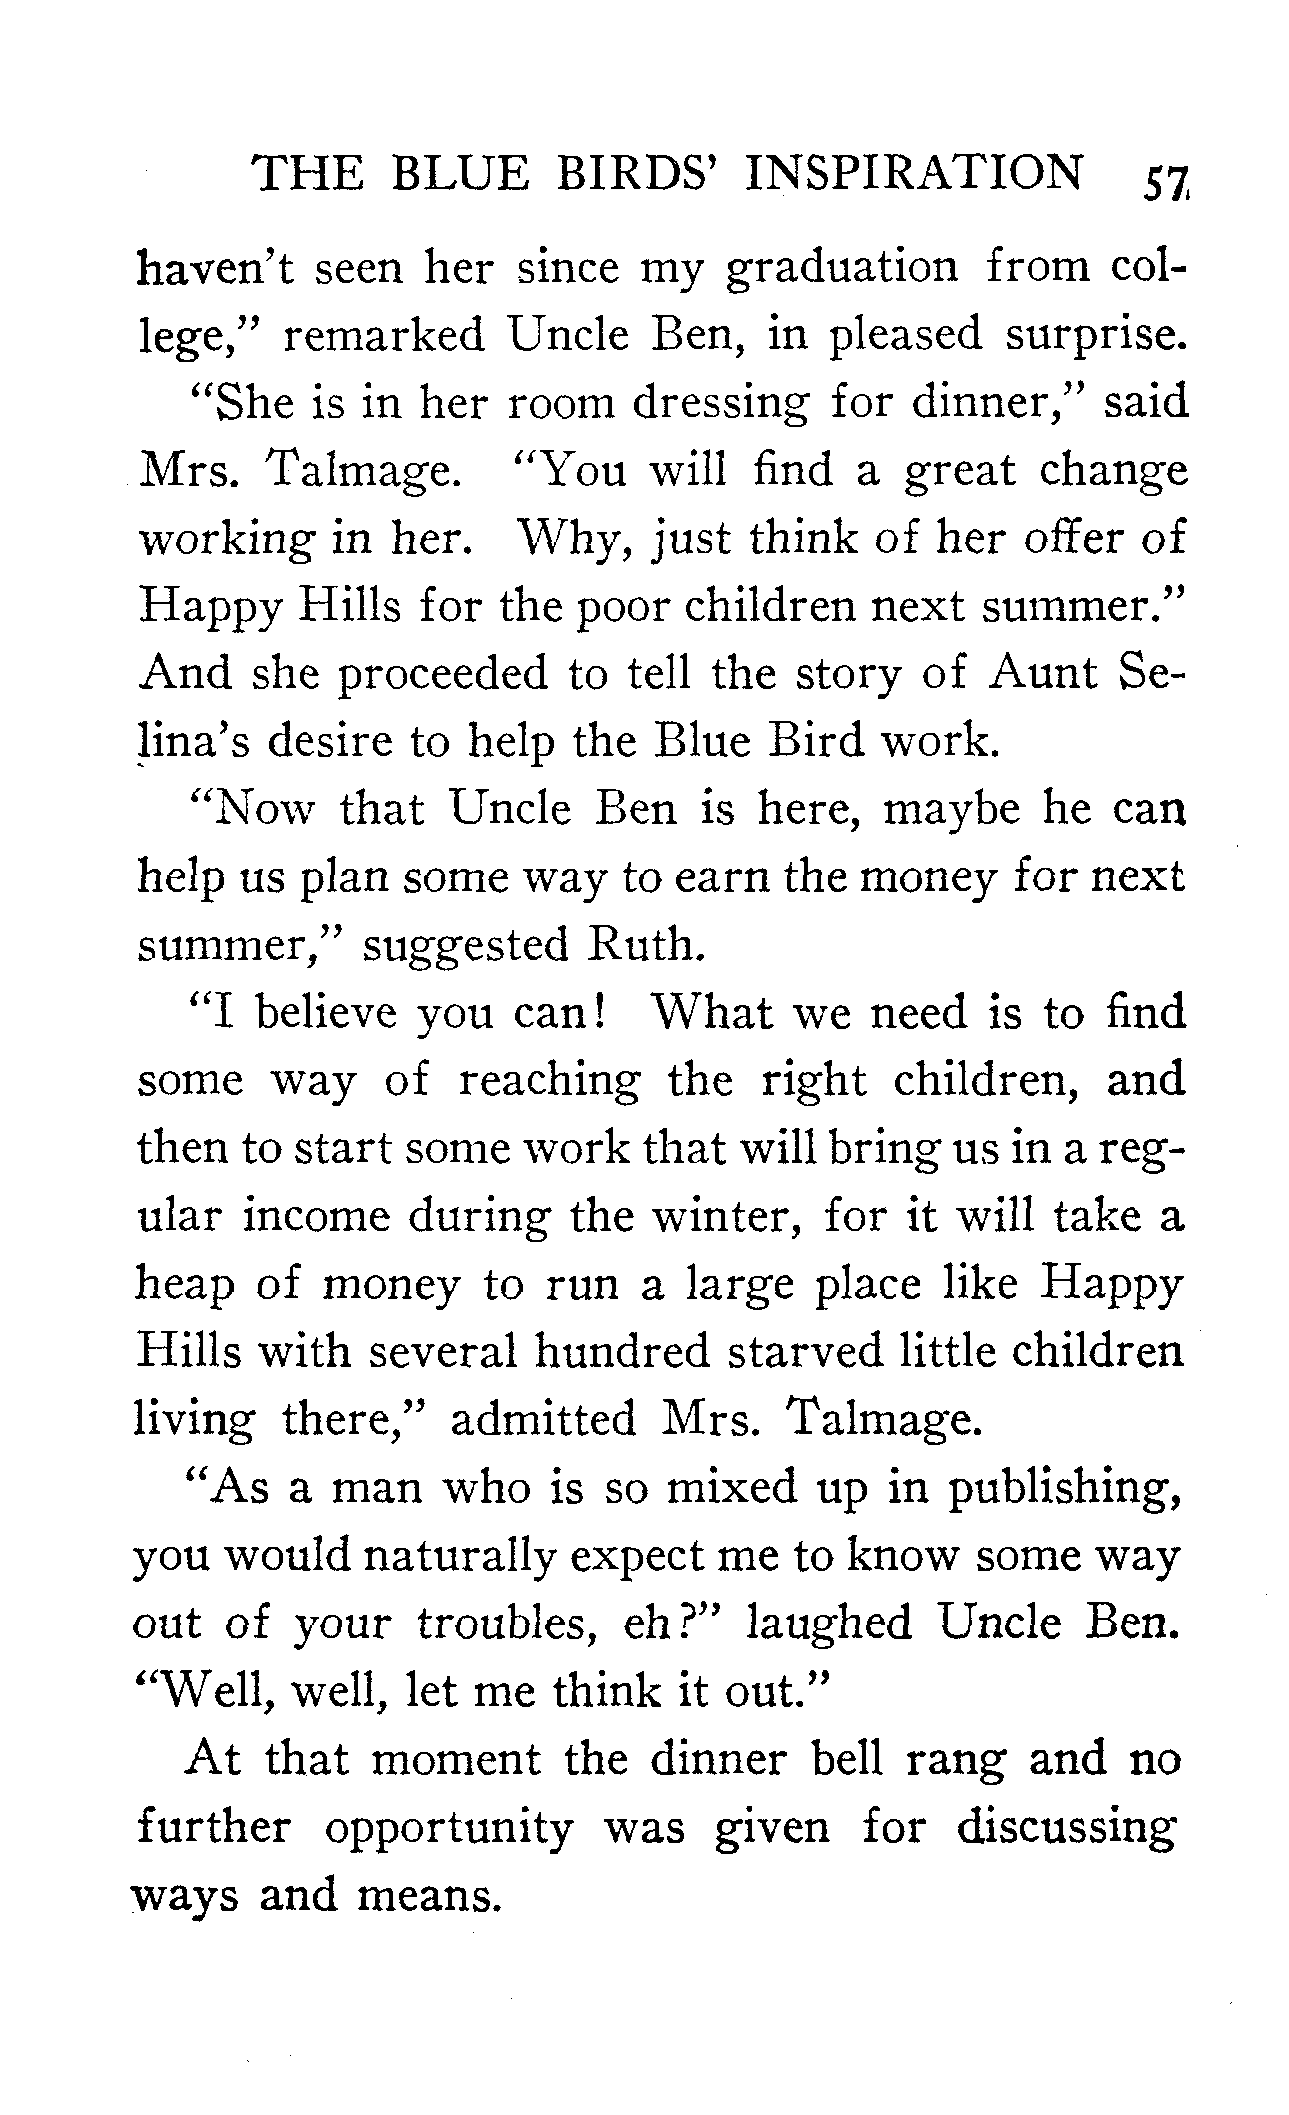 THE BLUE BIRDS' INSPIRATION 57
haven't seen her since my graduation from col-
lege," remarked Uncle Ben, in pleased surprise.
"She is in her room dressing for dinner," said
Mrs. Talmage. "You will find a great change
working in her. Why, just think of her offer of
Happy Hills for the poor children next summer."
And she proceeded to tell the story of Aunt Se-
lina's desire to help the Blue Bird work.
"Now that Uncle Ben is here, maybe he can
help us plan some way to earn the money for next
summer," suggested Ruth.
"I believe you can! What we need is to find
some way of reaching the right children, and
then to start some work that will bring us in a reg-
ular income during the winter, for it will take a
heap of money to run a large place like Happy
Hills with several hundred starved little children
living there," admitted Mrs. Talmage.
"As a man who is so mixed up in publishing,
you would naturally expect me to know some way
out of your troubles, eh?" laughed Uncle Ben.
"Well, well, let me think it out."
At that moment the dinner bell rang and no
further opportunity was given for discussing
ways and means.